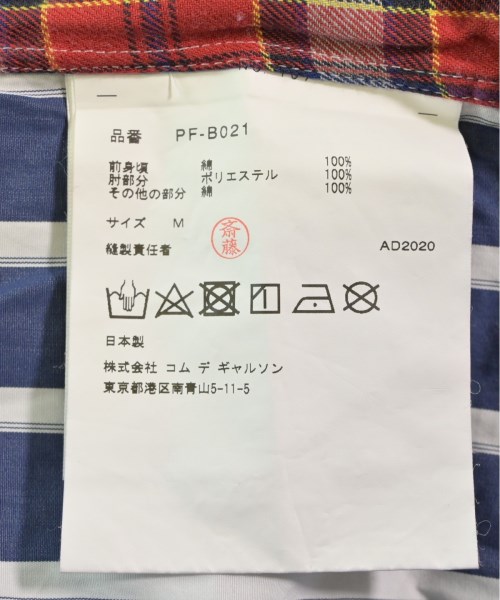 品番 PF-B021
前身頃 綿 100%
肘部分 ポリエステル 100%
その他の部分 綿 100%
サイズ M
縫製責任者 斎藤 AD2020
日本製
株式会社 コム デ ギャルソン
東京都港区南青山5-11-5